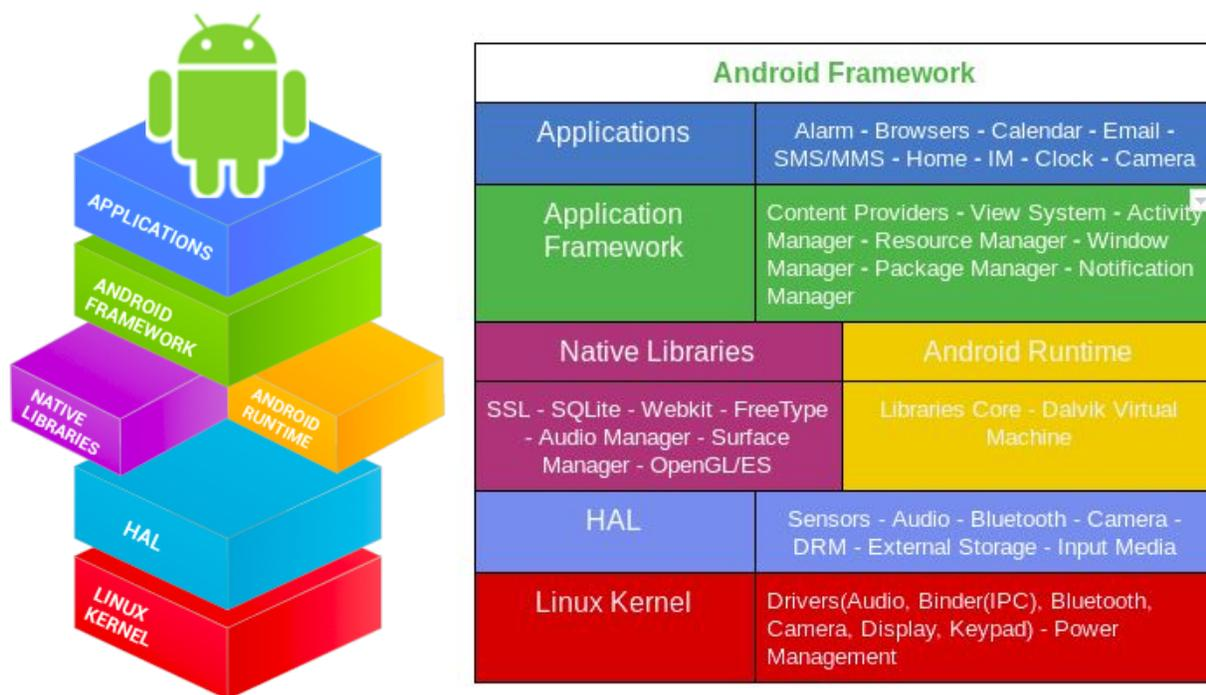 APPLICATIONS
ANDROID
FRAMEWORK
NATIVE
LIBRARIES
ANDROID
RUNTIME
HAL
LINUX
KERNEL
Android Framework
Applications
Alarm - Browsers - Calendar - Email -
SMS/MMS - Home - IM - Clock - Camera
Application
Framework
Content Providers - View System - Activity
Manager - Resource Manager - Window
Manager - Package Manager - Notification
Manager
Native Libraries
Android Runtime
SSL - SQLite - Webkit - FreeType
- Audio Manager - Surface
Manager - OpenGL/ES
Libraries Core - Dalvik Virtual
Machine
HAL
Sensors - Audio - Bluetooth - Camera -
DRM - External Storage - Input Media
Linux Kernel
Drivers(Audio, Binder(IPC), Bluetooth,
Camera, Display, Keypad) - Power
Management